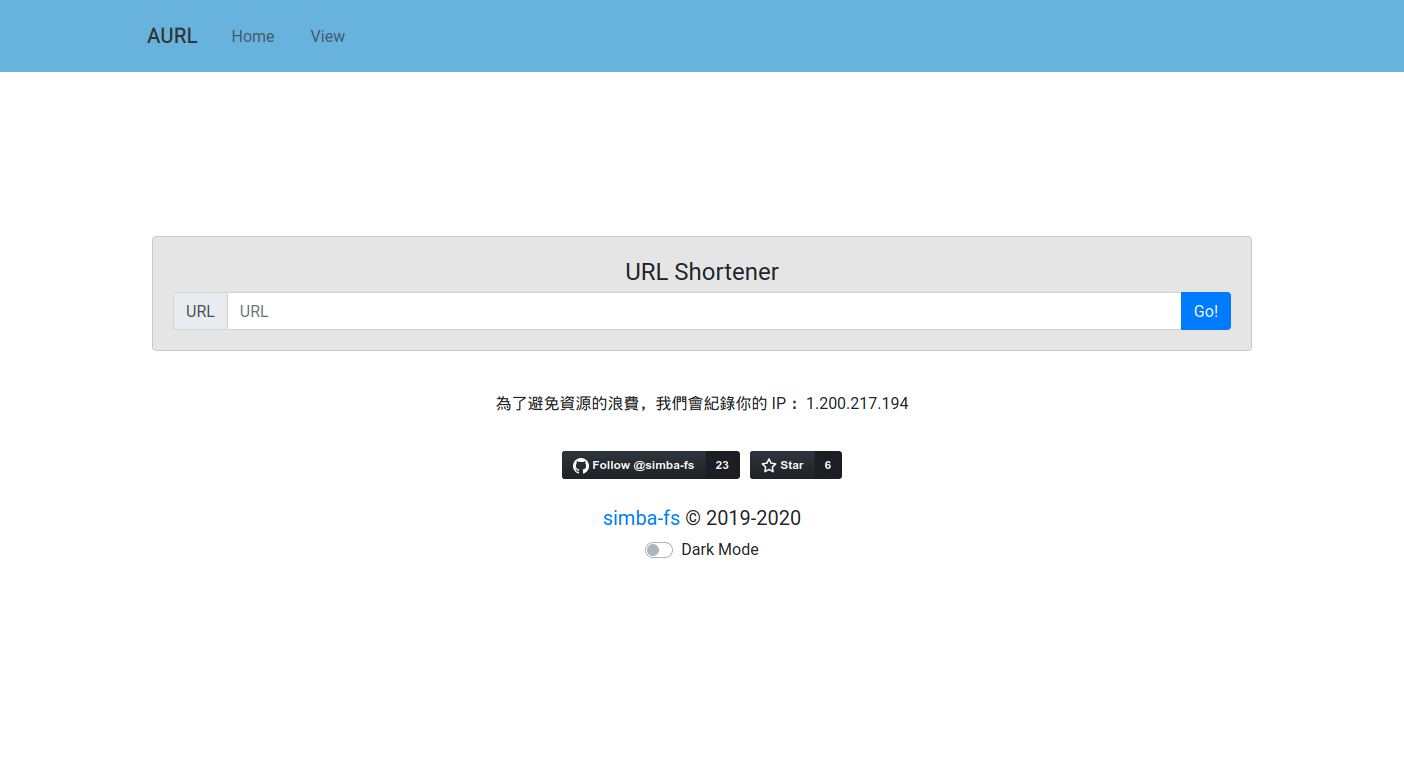 AURL Home View
URL Shortener
URL URL Go!
為了避免資源的浪費，我們會紀錄你的 IP： 1.200.217.194
Follow @simba-fs 23 Star 6
simba-fs © 2019-2020
Dark Mode